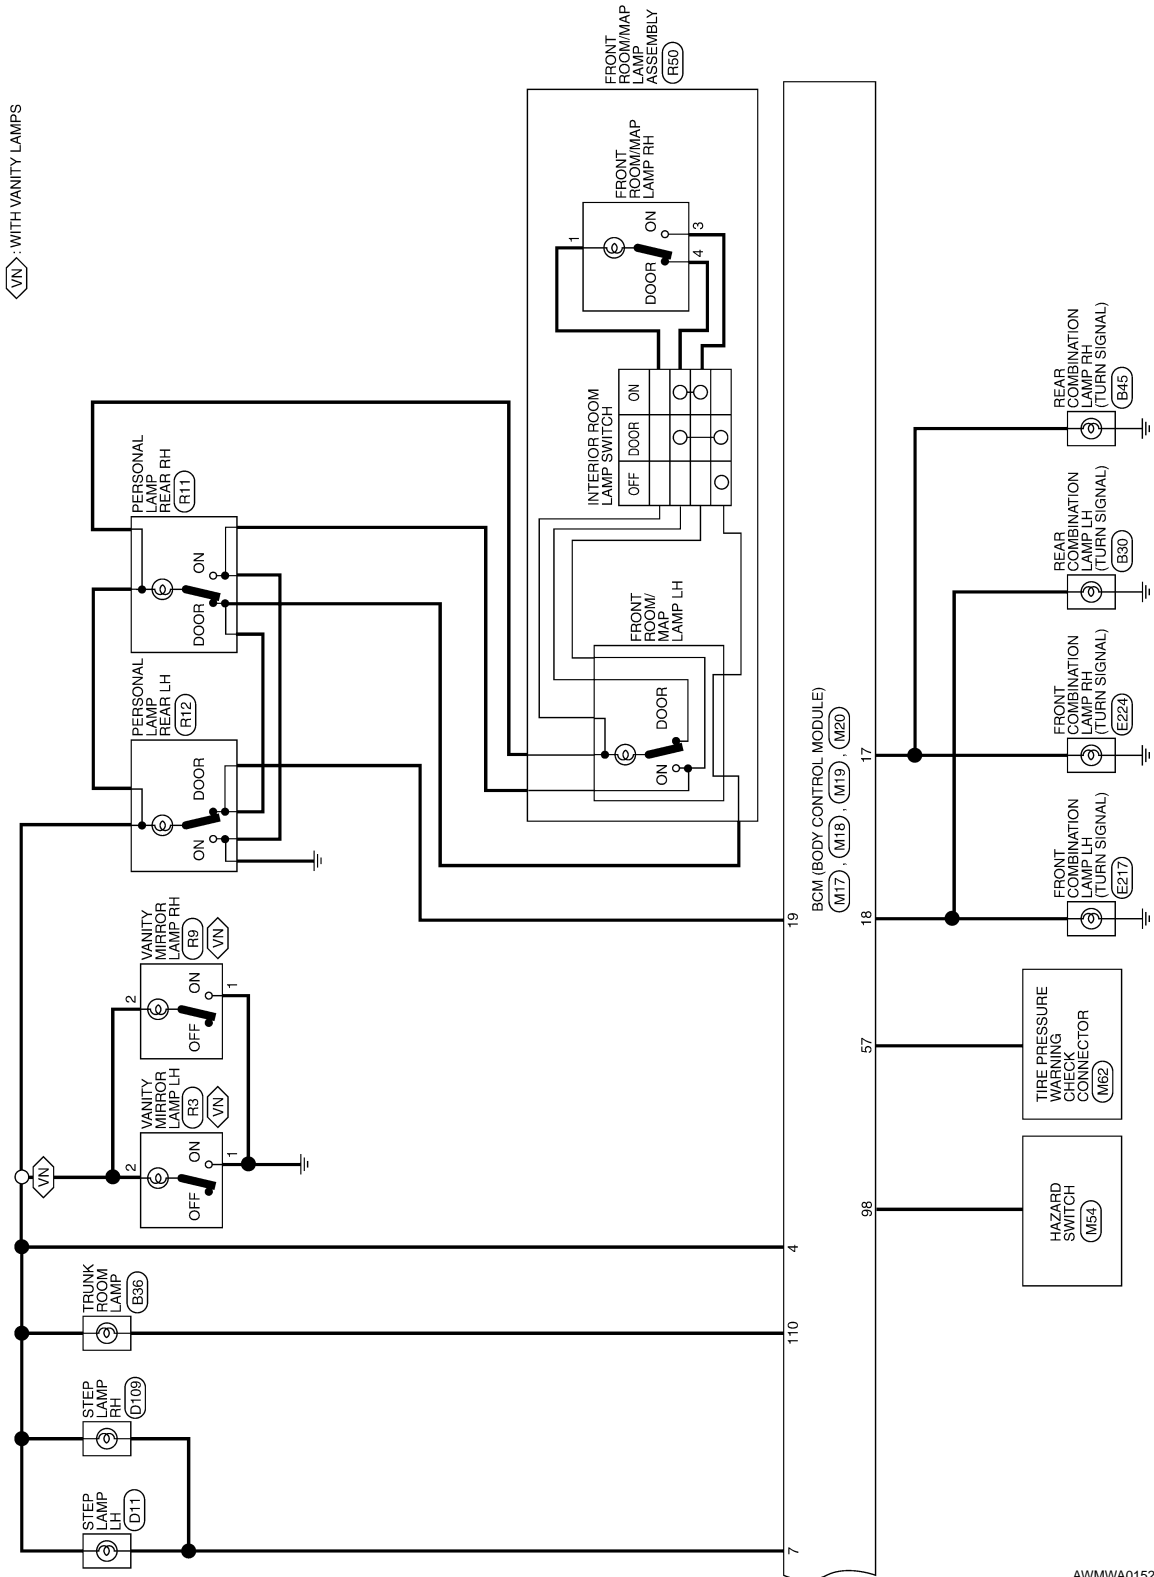 VN : WITH VANITY LAMPS
STEP
LAMP
LH
D11
STEP
LAMP
RH
D109
TRUNK
ROOM
LAMP
B36
VN
VANITY
MIRROR
LAMP LH
R3
VN
2
OFF
ON
1
VANITY
MIRROR
LAMP RH
R9
VN
2
OFF
ON
1
PERSONAL
LAMP
REAR LH
R12
ON
DOOR
PERSONAL
LAMP
REAR RH
R11
DOOR
ON
FRONT
ROOM/MAP
LAMP
ASSEMBLY
R50
FRONT
ROOM/MAP
LAMP RH
1
DOOR
ON
4
3
INTERIOR ROOM
LAMP SWITCH
OFF
DOOR
ON
FRONT
ROOM/
MAP
LAMP LH
ON
DOOR
7
110
4
19
BCM (BODY CONTROL MODULE)
M17 , M18 , M19 , M20
98
57
18
17
HAZARD
SWITCH
M54
TIRE PRESSURE
WARNING
CHECK
CONNECTOR
M62
FRONT
COMBINATION
LAMP LH
(TURN SIGNAL)
E217
FRONT
COMBINATION
LAMP RH
(TURN SIGNAL)
E224
REAR
COMBINATION
LAMP LH
(TURN SIGNAL)
B30
REAR
COMBINATION
LAMP RH
(TURN SIGNAL)
B45